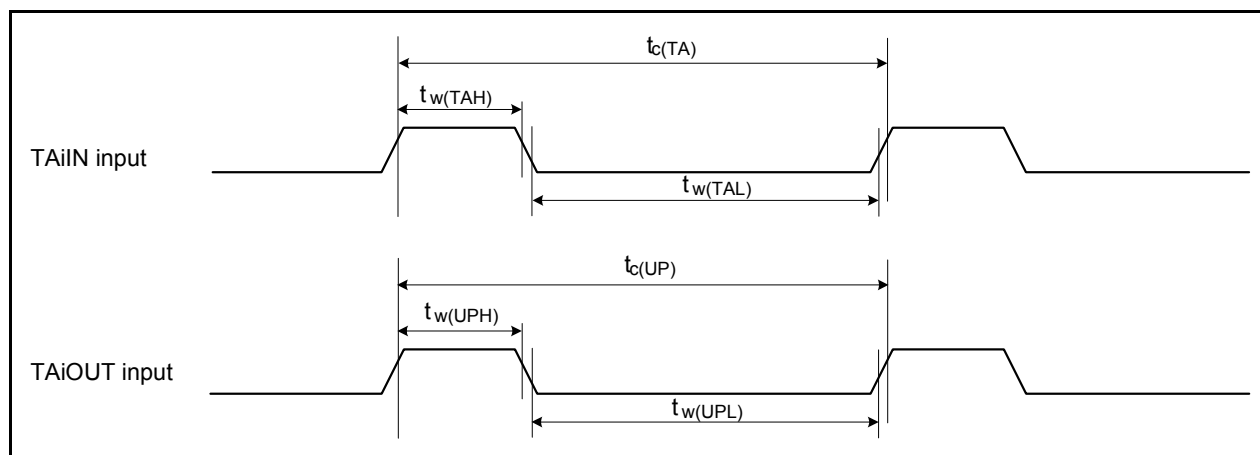 tc(TA)
tw(TAH)
TAiIN input
tw(TAL)
tc(UP)
tw(UPH)
TAiOUT input
tw(UPL)